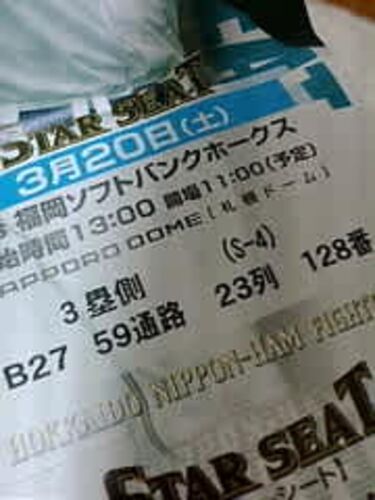 STAR SEAT
3月20日(土)
福岡ソフトバンクホークス
始時間13:00 開場11:00(予定)
APPORO DOME(札幌ドーム)
(S-4)
3塁側
B27 59通路 23列 128番
HOKKAIDO NIPPON-HAM FIGHT
STAR SEAT
シート】